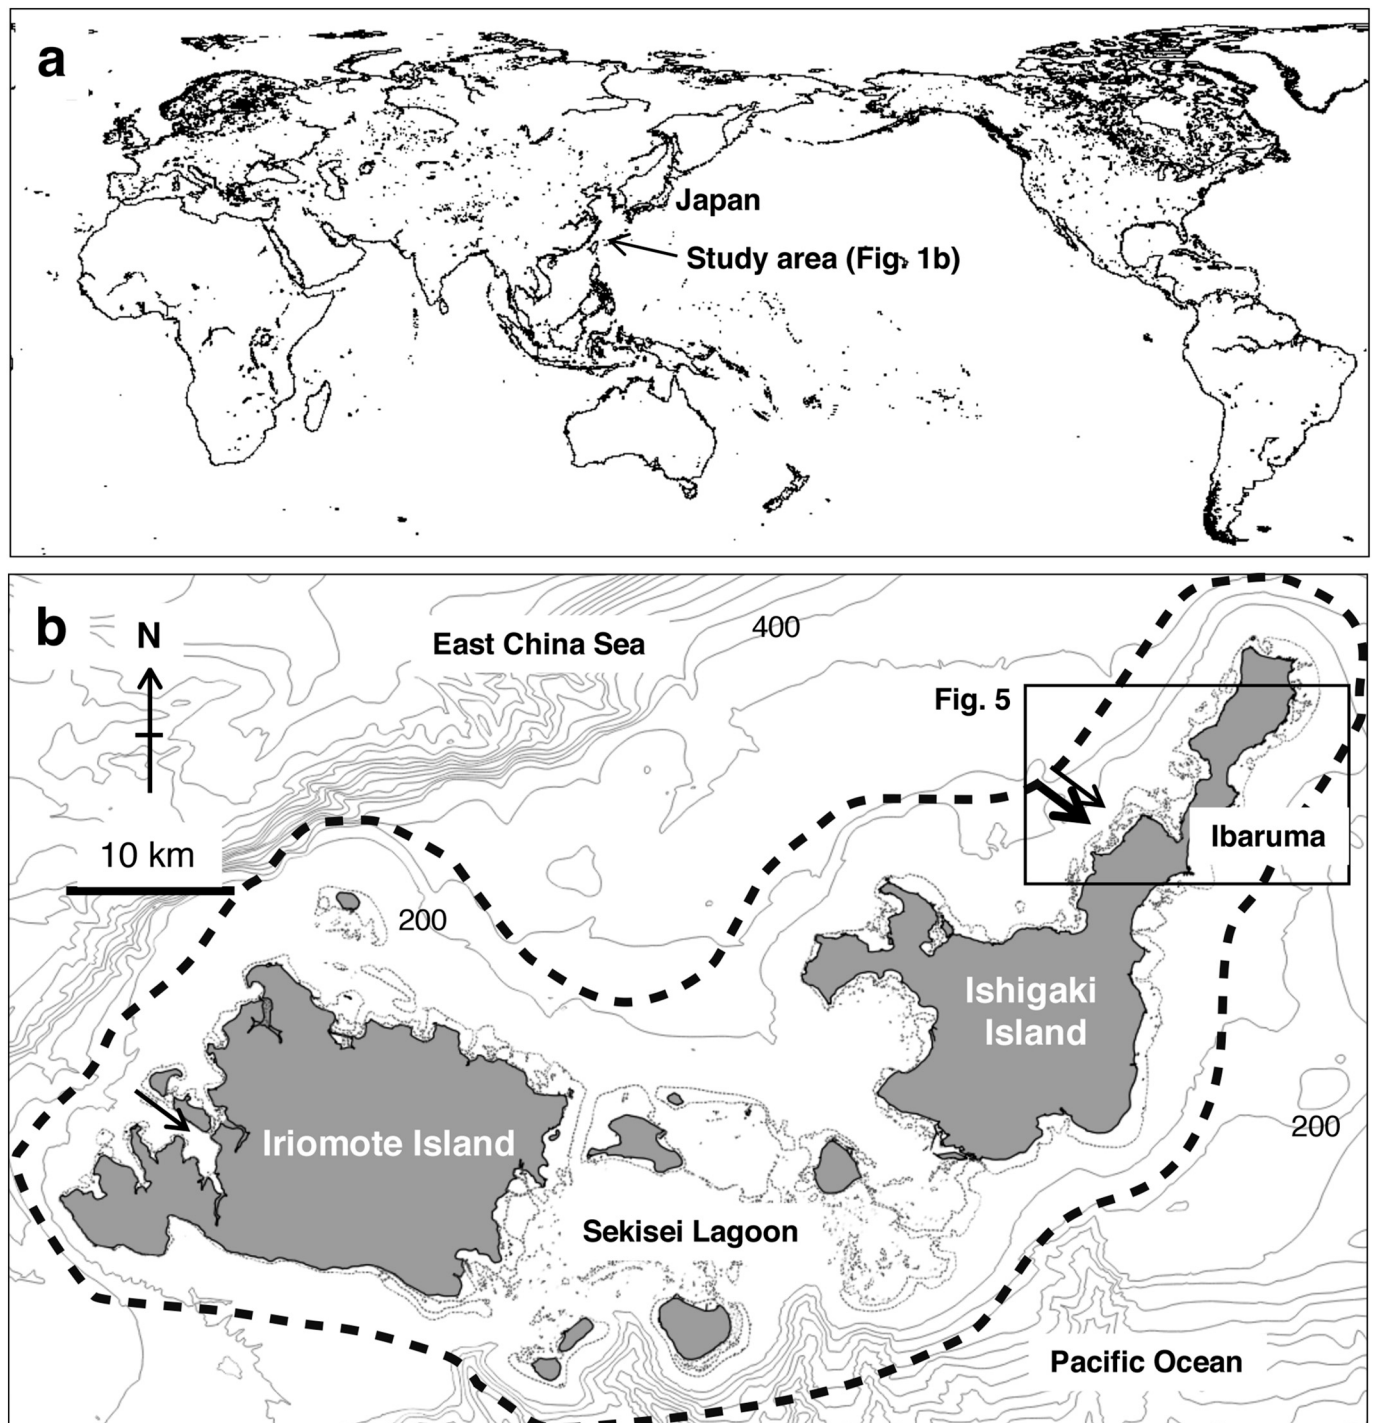 a
Japan
Study area (Fig. 1b)
b
N
East China Sea
400
Fig. 5
10 km
Ibaruma
200
Ishigaki
Island
Iriomote Island
200
Sekisei Lagoon
Pacific Ocean